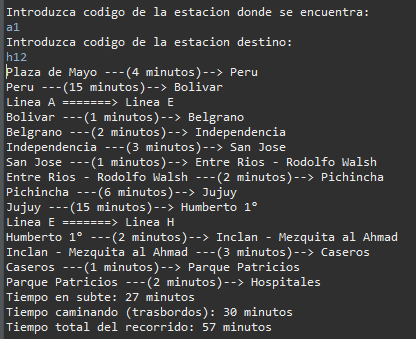 Introduzca codigo de la estacion donde se encuentra:
a1
Introduzca codigo de la estacion destino:
h12
Plaza de Mayo ---(4 minutos)--> Peru
Peru ---(15 minutos)--> Bolivar
Linea A =======> Linea E
Bolivar ---(1 minutos)--> Belgrano
Belgrano ---(2 minutos)--> Independencia
Independencia ---(3 minutos)--> San Jose
San Jose ---(1 minutos)--> Entre Rios - Rodolfo Walsh
Entre Rios - Rodolfo Walsh ---(2 minutos)--> Pichincha
Pichincha ---(6 minutos)--> Jujuy
Jujuy ---(15 minutos)--> Humberto 1°
Linea E =======> Linea H
Humberto 1° ---(2 minutos)--> Inclan - Mezquita al Ahmad
Inclan - Mezquita al Ahmad ---(3 minutos)--> Caseros
Caseros ---(1 minutos)--> Parque Patricios
Parque Patricios ---(2 minutos)--> Hospitales
Tiempo en subte: 27 minutos
Tiempo caminando (trasbordos): 30 minutos
Tiempo total del recorrido: 57 minutos